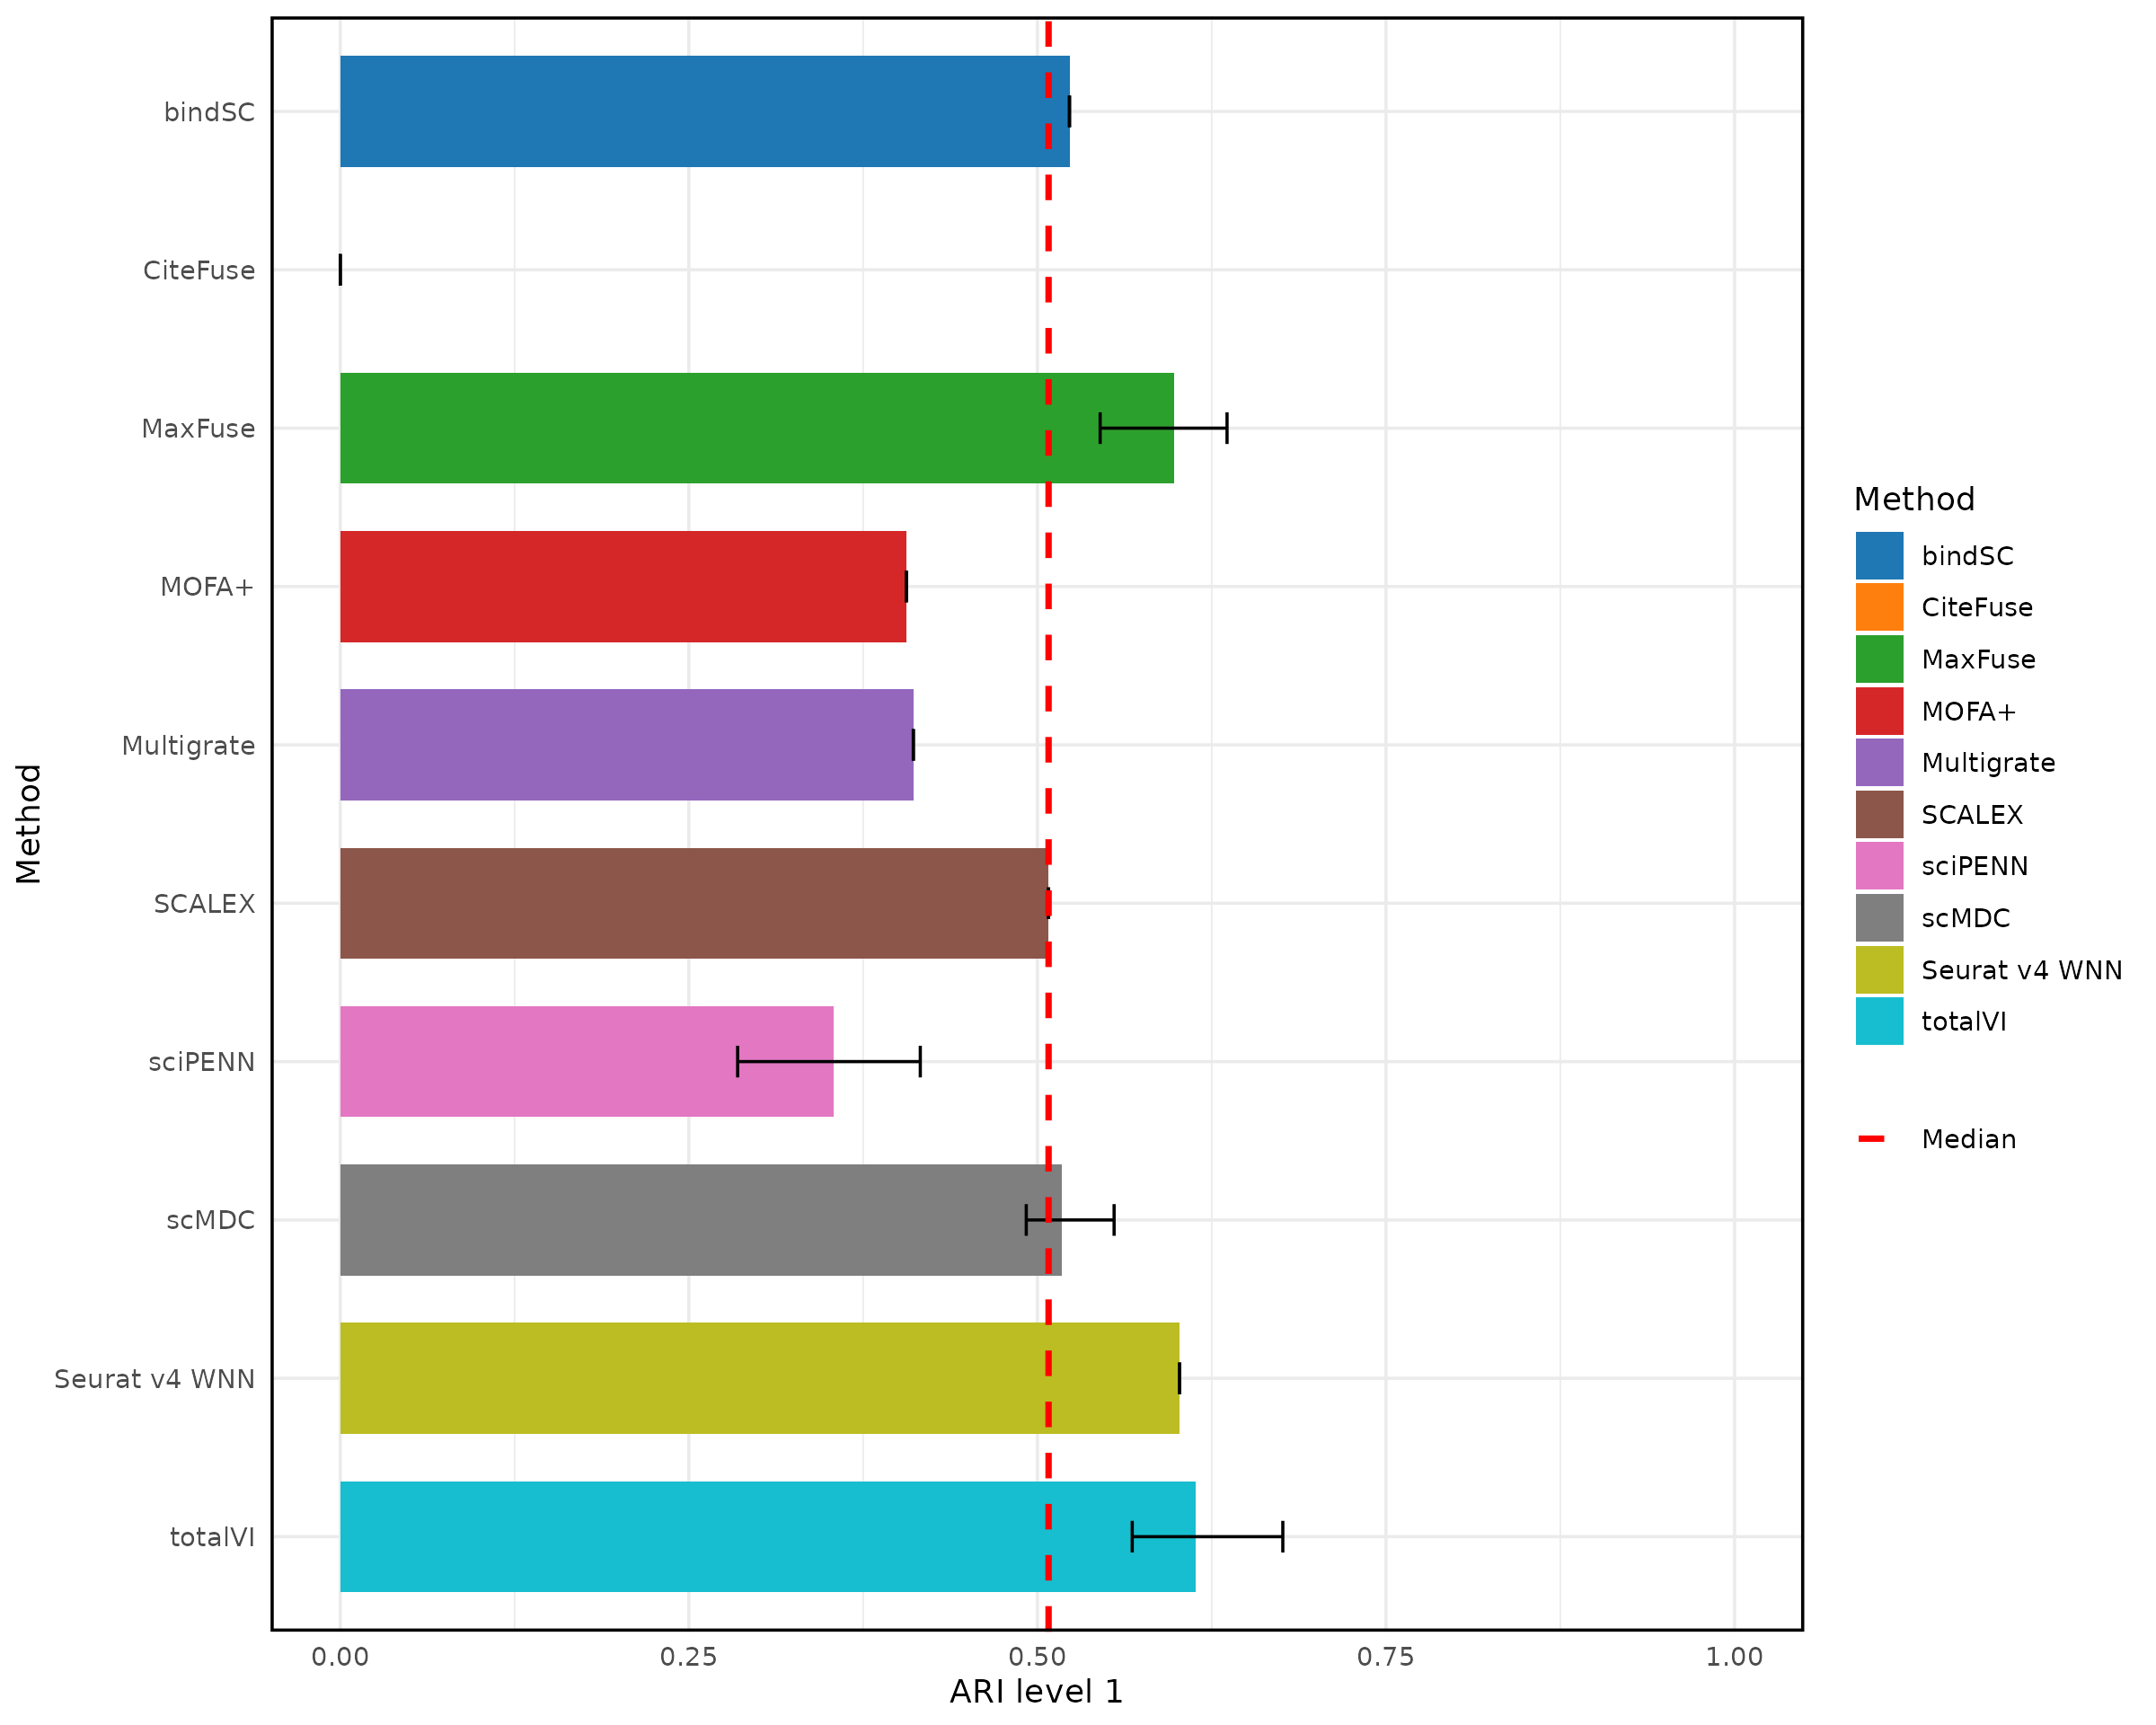 Method
bindSC
CiteFuse
MaxFuse
MOFA+
Multigrate
SCALEX
sciPENN
scMDC
Seurat v4 WNN
totalVI
0.00 0.25 0.50 0.75 1.00
ARI level 1
Method
bindSC
CiteFuse
MaxFuse
MOFA+
Multigrate
SCALEX
sciPENN
scMDC
Seurat v4 WNN
totalVI
Median